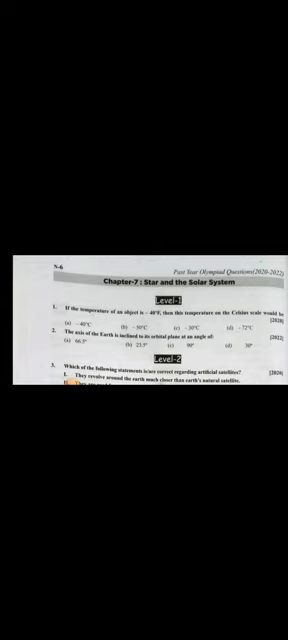 N-6
Past Year Olympiad Questions(2020-2022)
Chapter-7 : Star and the Solar System
Level-1
1. If the temperature of an object is – 40°F, then this temperature on the Celsius scale would be
[2020]
(a) – 40°C (b) – 50°C (c) – 30°C (d) – 72°C
2. The axis of the Earth is inclined to its orbital plane at an angle of: [2022]
(a) 66.5° (b) 23.5° (c) 90° (d) 30°
Level-2
3. Which of the following statements is/are correct regarding artificial satellites? [2020]
I. They revolve around the earth much closer than earth's natural satellite.
II. They are